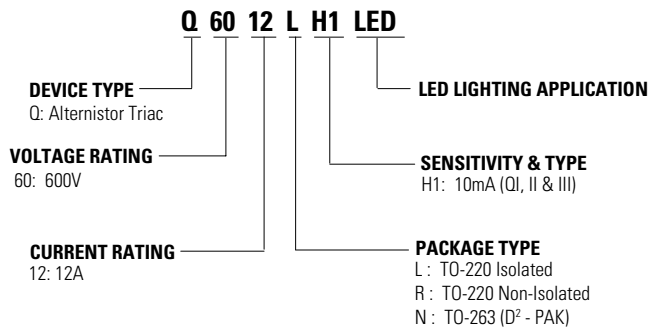 Q 60 12 L H1 LED
DEVICE TYPE
Q: Alternistor Triac
VOLTAGE RATING
60: 600V
CURRENT RATING
12: 12A
LED LIGHTING APPLICATION
SENSITIVITY & TYPE
H1: 10mA (QI, II & III)
PACKAGE TYPE
L : TO-220 Isolated
R : TO-220 Non-Isolated
N : TO-263 (D² - PAK)